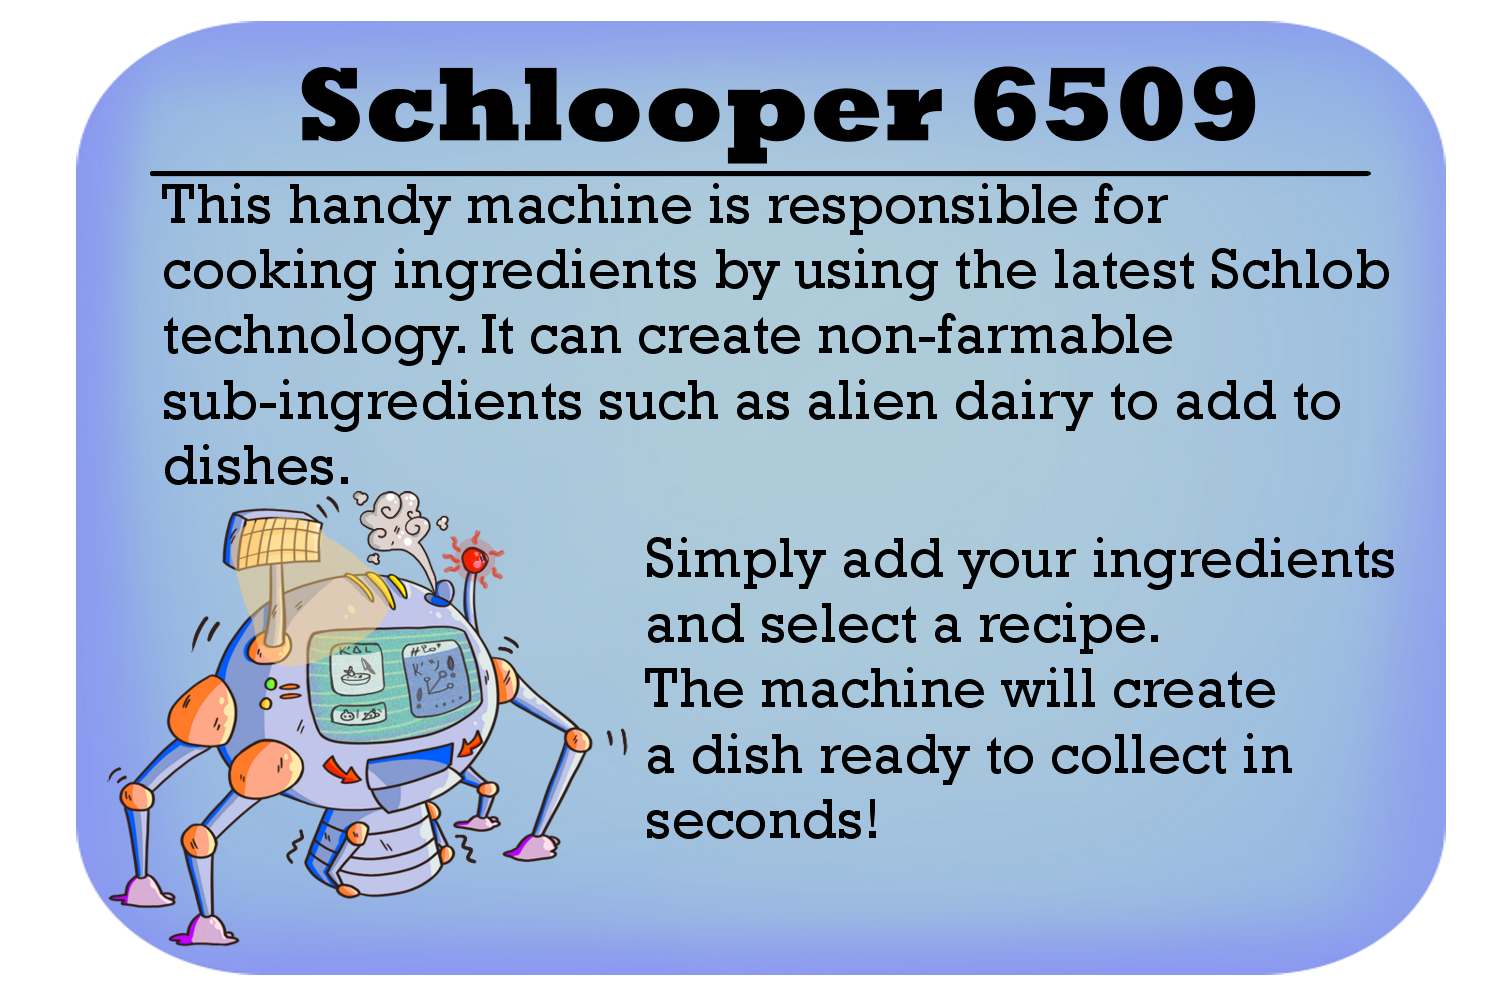 Schlooper 6509
This handy machine is responsible for
cooking ingredients by using the latest Schlob
technology. It can create non-farmable
sub-ingredients such as alien dairy to add to
dishes.
Simply add your ingredients
and select a recipe.
The machine will create
a dish ready to collect in
seconds!